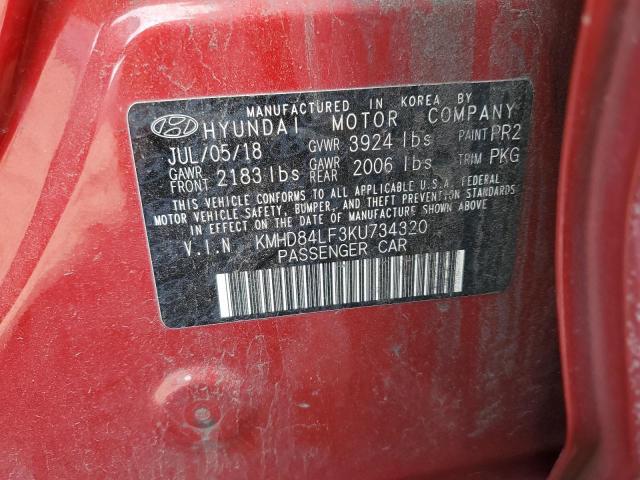 MANUFACTURED IN KOREA BY
HYUNDAI MOTOR COMPANY
JUL/05/18 GVWR 3924 lbs PAINT PR2
GAWR FRONT 2183 lbs GAWR REAR 2006 lbs TRIM PKG
THIS VEHICLE CONFORMS TO ALL APPLICABLE U.S.A. FEDERAL
MOTOR VEHICLE SAFETY, BUMPER, AND THEFT PREVENTION STANDARDS
IN EFFECT ON THE DATE OF MANUFACTURE SHOWN ABOVE.
V.I.N KMHD84LF3KU734320
PASSENGER CAR